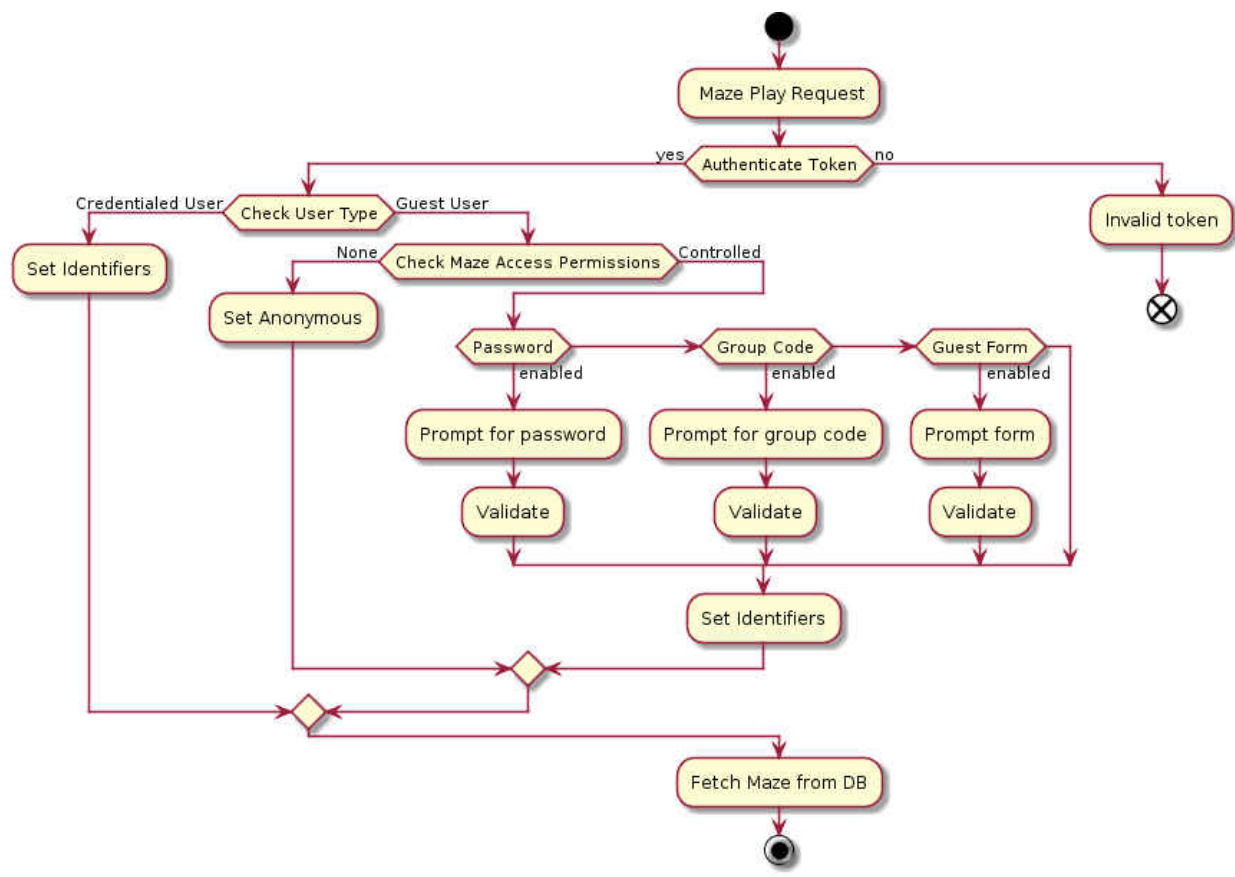 Maze Play Request
yes
Authenticate Token
no
Credentialed User
Check User Type
Guest User
Invalid token
None
Check Maze Access Permissions
Controlled
Set Identifiers
Set Anonymous
Password
Group Code
Guest Form
enabled
enabled
enabled
Prompt for password
Prompt for group code
Prompt form
Validate
Validate
Validate
Set Identifiers
Fetch Maze from DB